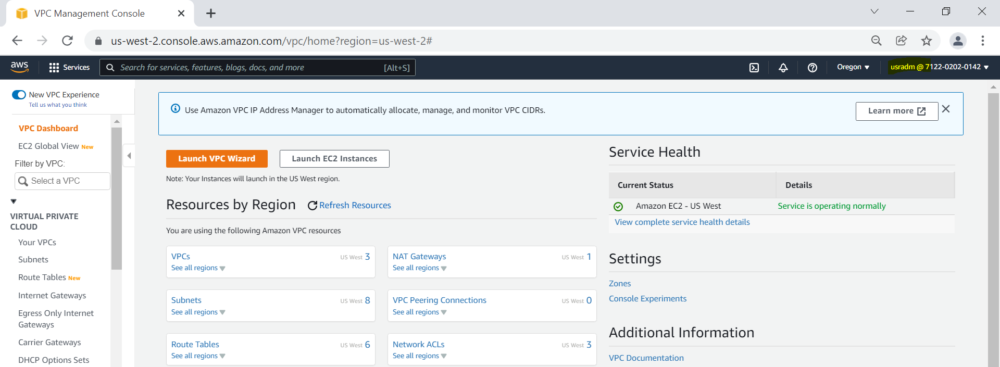 VPC Management Console
us-west-2.console.aws.amazon.com/vpc/home?region=us-west-2#
aws
Services
Search for services, features, blogs, docs, and more
[Alt+S]
Oregon
usradm @ 7122-0202-0142
New VPC Experience
Tell us what you think
VPC Dashboard
EC2 Global View New
Filter by VPC:
Select a VPC
VIRTUAL PRIVATE
CLOUD
Your VPCs
Subnets
Route Tables New
Internet Gateways
Egress Only Internet
Gateways
Carrier Gateways
DHCP Options Sets
Use Amazon VPC IP Address Manager to automatically allocate, manage, and monitor VPC CIDRs.
Learn more
Launch VPC Wizard
Launch EC2 Instances
Note: Your Instances will launch in the US West region.
Resources by Region
Refresh Resources
You are using the following Amazon VPC resources
VPCs US West 3
See all regions
NAT Gateways US West 1
See all regions
Subnets US West 8
See all regions
VPC Peering Connections US West 0
See all regions
Route Tables US West 6
See all regions
Network ACLs US West 3
See all regions
Service Health
Current Status Details
Amazon EC2 - US West Service is operating normally
View complete service health details
Settings
Zones
Console Experiments
Additional Information
VPC Documentation